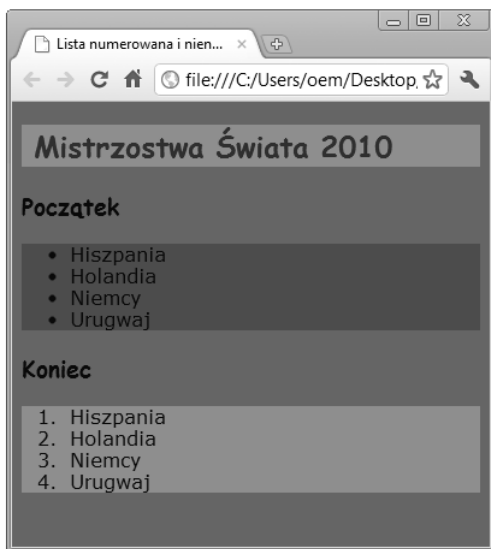 Lista numerowana i nien...
file:///C:/Users/oem/Desktop,
Mistrzostwa Świata 2010
Początek
• Hiszpania
• Holandia
• Niemcy
• Urugwaj
Koniec
1. Hiszpania
2. Holandia
3. Niemcy
4. Urugwaj